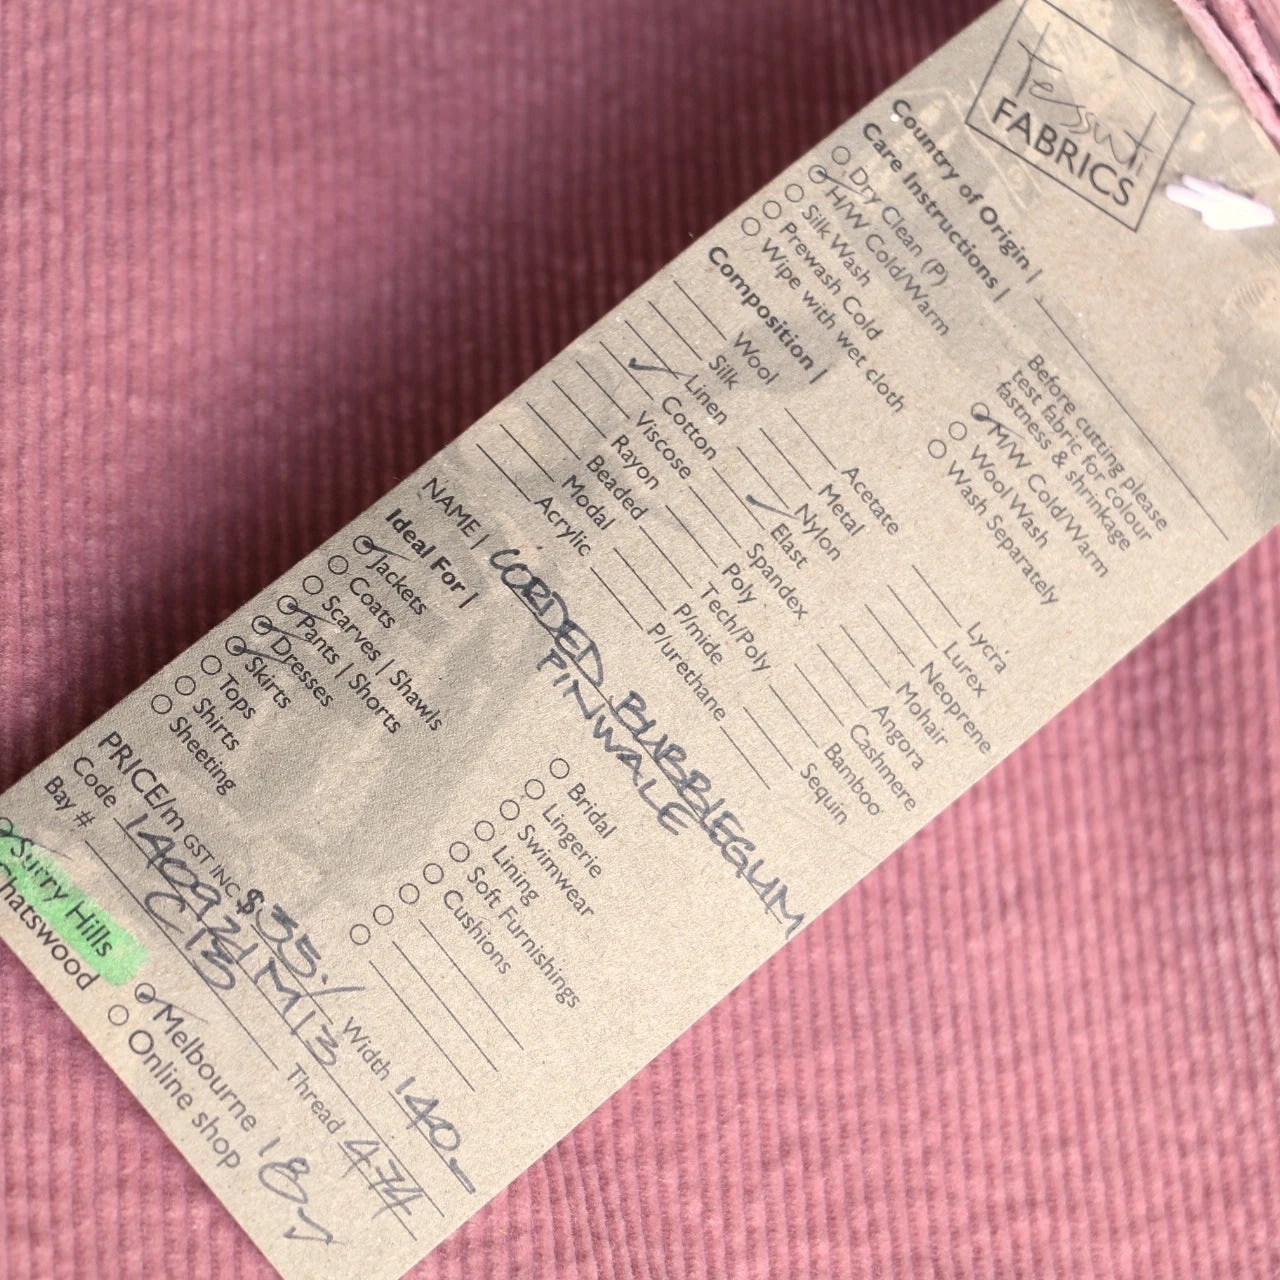 Tessuti
FABRICS
Country of Origin |
Care Instructions |
Dry Clean (P)
H/W Cold/Warm
Silk Wash
Prewash Cold
Wipe with wet cloth
Before cutting please
test fabric for colour
fastness & shrinkage
M/W Cold/Warm
Wool Wash
Wash Separately
Composition |
Wool
Silk
Linen
Cotton
Viscose
Rayon
Beaded
Modal
Acrylic
Acetate
Metal
Nylon
Elast
Spandex
Poly
Tech/Poly
P/mide
P/urethane
Lycra
Lurex
Neoprene
Mohair
Angora
Cashmere
Bamboo
Sequin
NAME | CORDED BUBBLEGUM
PINWALE
Ideal For |
Jackets
Coats
Scarves | Shawls
Pants | Shorts
Dresses
Skirts
Tops
Shirts
Sheeting
Bridal
Lingerie
Swimwear
Lining
Soft Furnishings
Cushions
PRICE/m GST INC $35./ Width 140-
Code 140921M13 Thread 474
Bay # C13
Surry Hills
Chatswood
Melbourne 18
Online shop